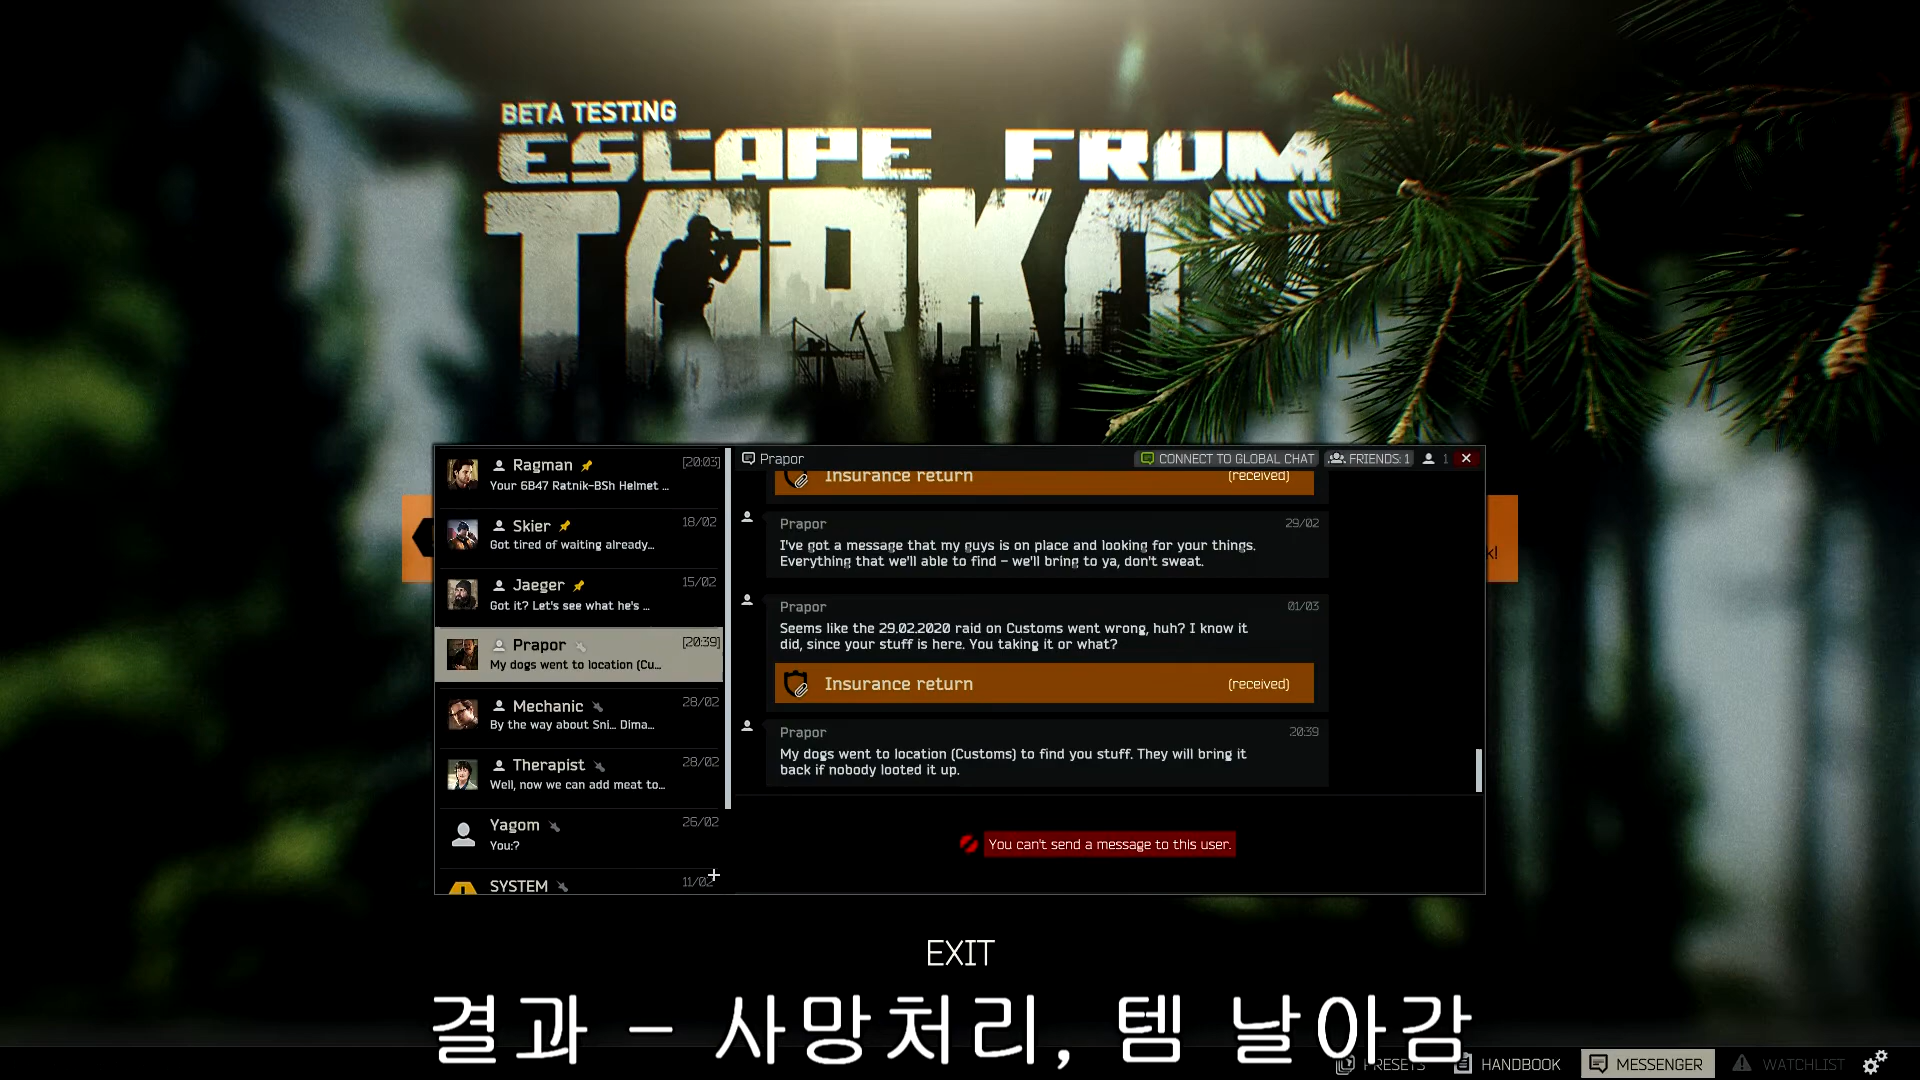 BETA TESTING
ESCAPE FROM
TARKOV
Ragman [20:03]
Your 6B47 Ratnik-BSh Helmet ...
Skier 18/02
Got tired of waiting already...
Jaeger 15/02
Got it? Let's see what he's ...
Prapor [20:39]
My dogs went to location (Cu...
Mechanic 28/02
By the way about Sni... Dima...
Therapist 28/02
Well, now we can add meat to...
Yagom 26/02
You:?
SYSTEM 11/02
Prapor CONNECT TO GLOBAL CHAT FRIENDS: 1 1
Insurance return (received)
Prapor 29/02
I've got a message that my guys is on place and looking for your things.
Everything that we'll able to find – we'll bring to ya, don't sweat.
Prapor 01/03
Seems like the 29.02.2020 raid on Customs went wrong, huh? I know it
did, since your stuff is here. You taking it or what?
Insurance return (received)
Prapor 20:39
My dogs went to location (Customs) to find you stuff. They will bring it
back if nobody looted it up.
You can't send a message to this user.
k!
EXIT
결과 – 사망처리, 템 날아감
PRESETS HANDBOOK MESSENGER WATCHLIST